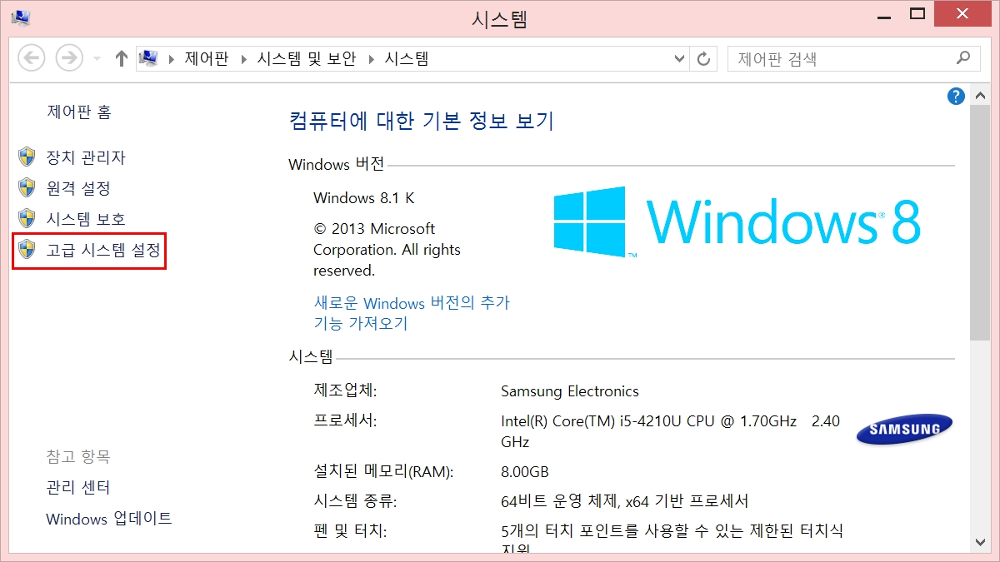 시스템
제어판 시스템 및 보안 시스템
제어판 검색
?
제어판 홈
장치 관리자
원격 설정
시스템 보호
고급 시스템 설정
참고 항목
관리 센터
Windows 업데이트
컴퓨터에 대한 기본 정보 보기
Windows 버전
Windows 8.1 K
© 2013 Microsoft
Corporation. All rights
reserved.
새로운 Windows 버전의 추가
기능 가져오기
Windows® 8
™
시스템
제조업체: Samsung Electronics
프로세서: Intel(R) Core(TM) i5-4210U CPU @ 1.70GHz 2.40
GHz
SAMSUNG
설치된 메모리(RAM): 8.00GB
시스템 종류: 64비트 운영 체제, x64 기반 프로세서
펜 및 터치: 5개의 터치 포인트를 사용할 수 있는 제한된 터치식
지원